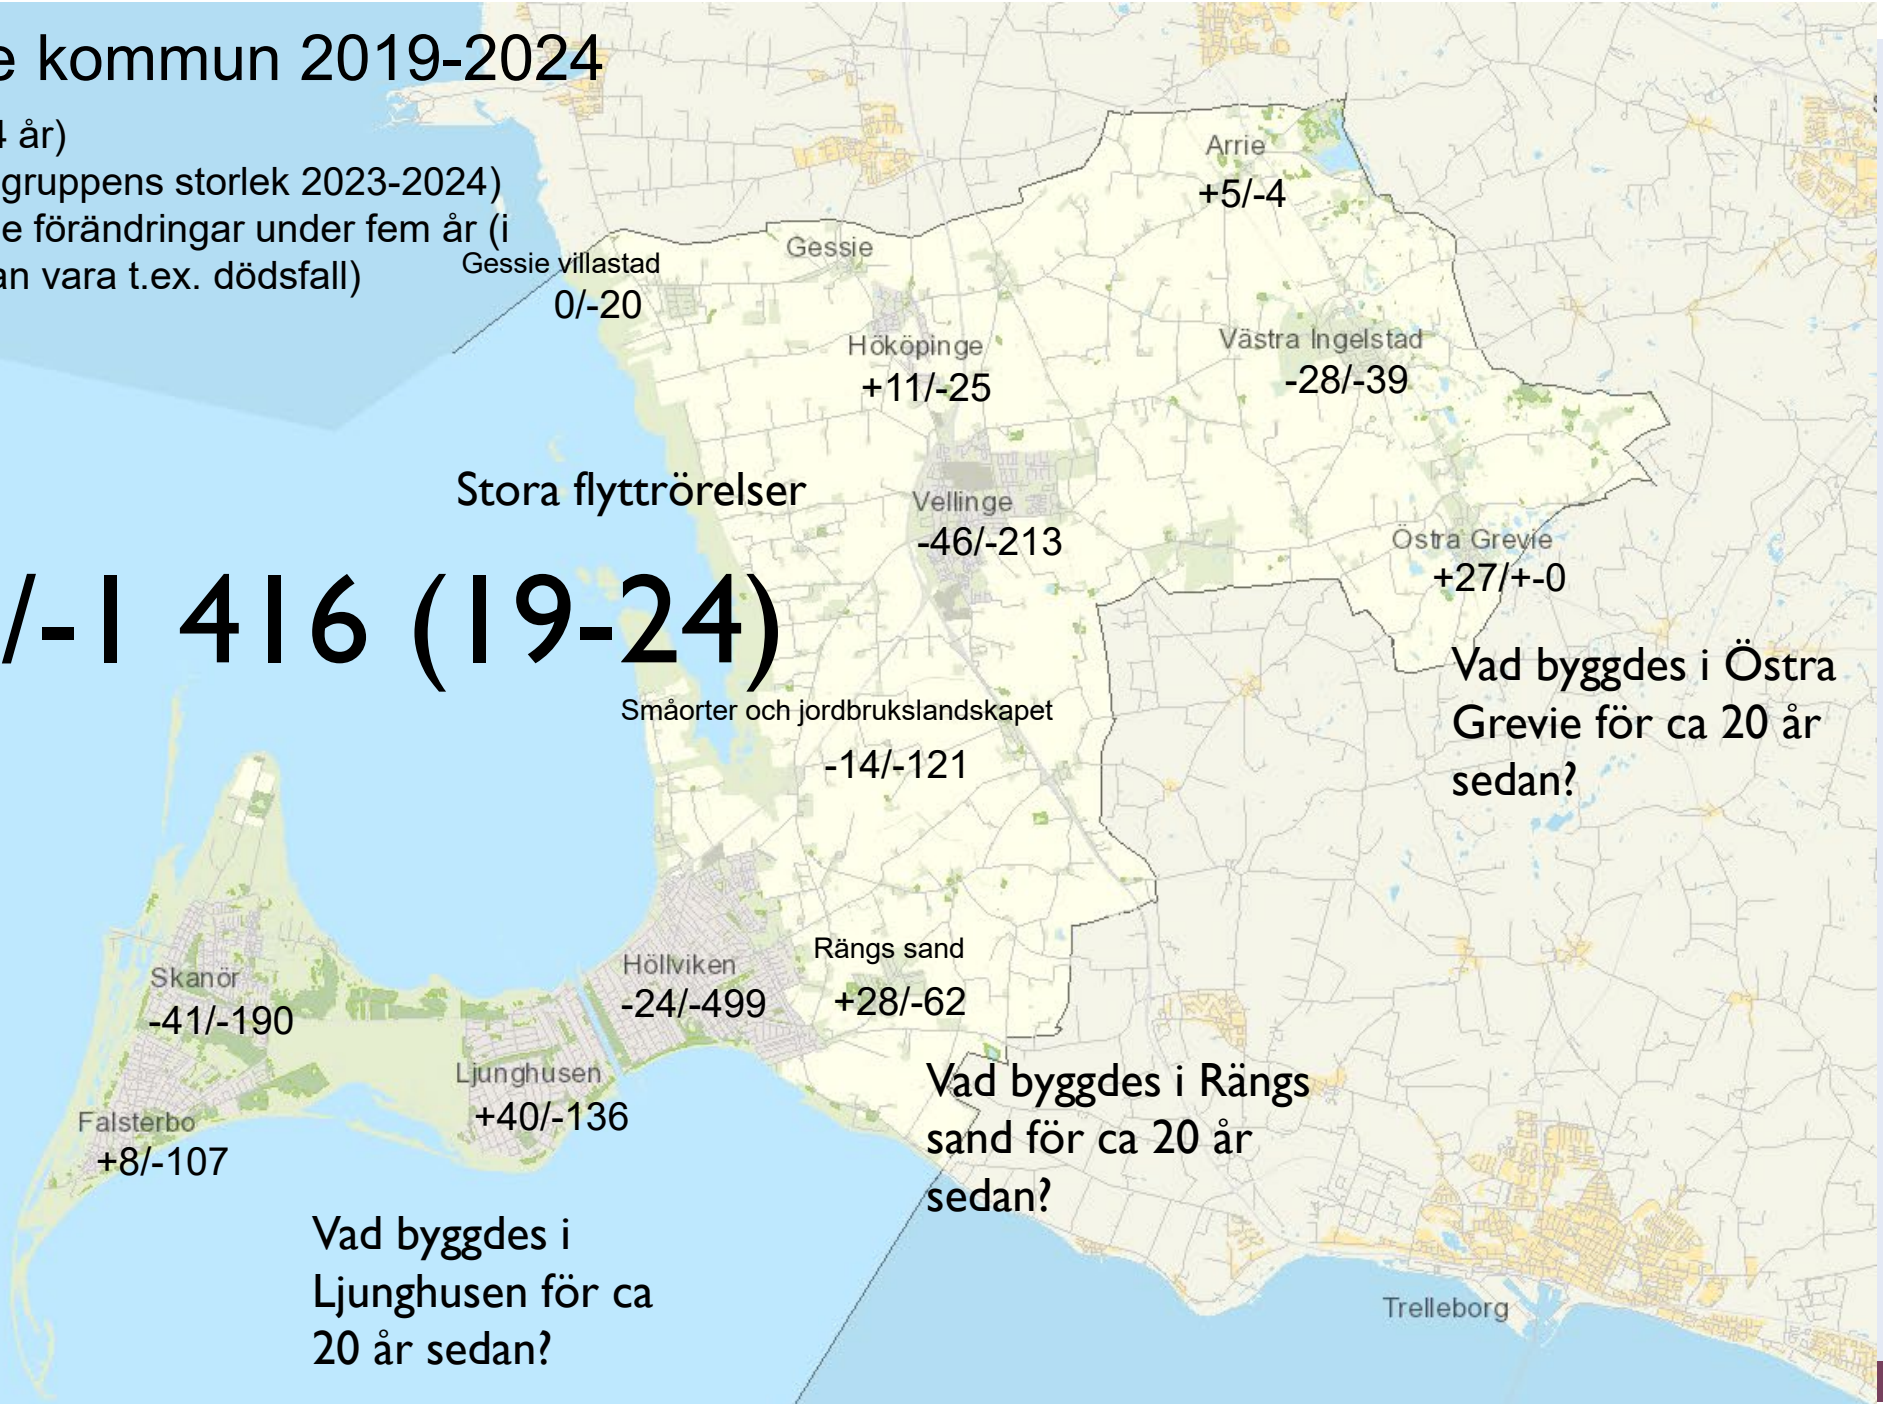 e kommun 2019-2024
4 år)
gruppens storlek 2023-2024)
e förändringar under fem år (i
an vara t.ex. dödsfall)
Gessie villastad
0/-20
Gessie
Arrie
+5/-4
Hököpinge
+11/-25
Västra Ingelstad
-28/-39
Stora flyttrörelser
Vellinge
-46/-213
Östra Grevie
+27/+-0
/-1 416 (19-24)
Vad byggdes i Östra
Grevie för ca 20 år
sedan?
Småorter och jordbrukslandskapet
-14/-121
Skanör
-41/-190
Höllviken
-24/-499
Rängs sand
+28/-62
Ljunghusen
+40/-136
Falsterbo
+8/-107
Vad byggdes i Rängs
sand för ca 20 år
sedan?
Vad byggdes i
Ljunghusen för ca
20 år sedan?
Trelleborg